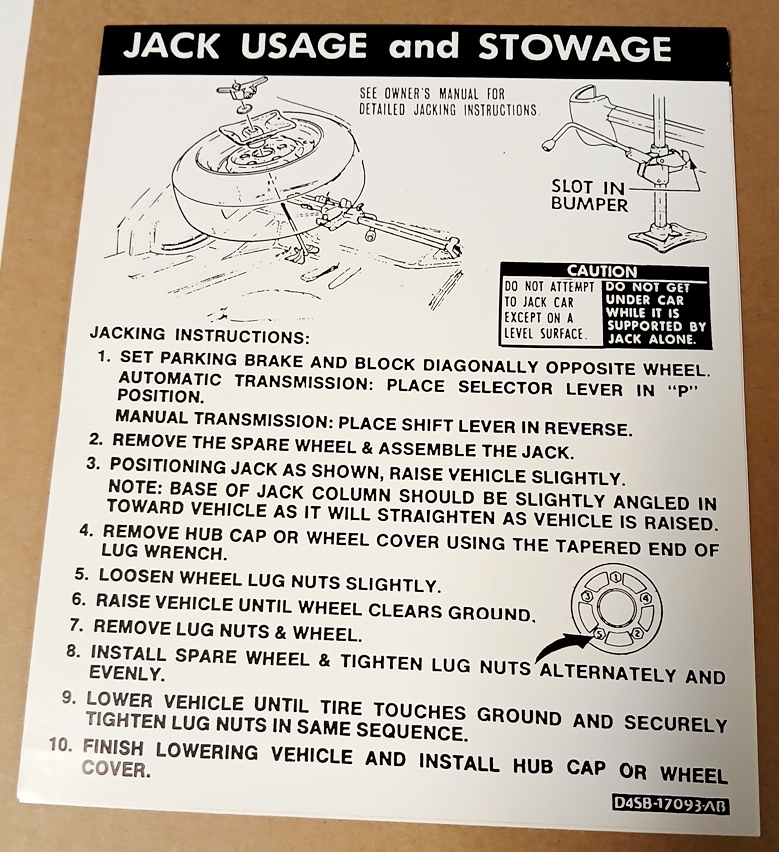 JACK USAGE and STOWAGE
SEE OWNER'S MANUAL FOR
DETAILED JACKING INSTRUCTIONS.
SLOT IN
BUMPER
CAUTION
DO NOT ATTEMPT
TO JACK CAR
EXCEPT ON A
LEVEL SURFACE.
DO NOT GET
UNDER CAR
WHILE IT IS
SUPPORTED BY
JACK ALONE.
JACKING INSTRUCTIONS:
1. SET PARKING BRAKE AND BLOCK DIAGONALLY OPPOSITE WHEEL.
AUTOMATIC TRANSMISSION: PLACE SELECTOR LEVER IN "P"
POSITION.
MANUAL TRANSMISSION: PLACE SHIFT LEVER IN REVERSE.
2. REMOVE THE SPARE WHEEL & ASSEMBLE THE JACK.
3. POSITIONING JACK AS SHOWN, RAISE VEHICLE SLIGHTLY.
NOTE: BASE OF JACK COLUMN SHOULD BE SLIGHTLY ANGLED IN
TOWARD VEHICLE AS IT WILL STRAIGHTEN AS VEHICLE IS RAISED.
4. REMOVE HUB CAP OR WHEEL COVER USING THE TAPERED END OF
LUG WRENCH.
5. LOOSEN WHEEL LUG NUTS SLIGHTLY.
6. RAISE VEHICLE UNTIL WHEEL CLEARS GROUND.
7. REMOVE LUG NUTS & WHEEL.
1
3
4
5
2
8. INSTALL SPARE WHEEL & TIGHTEN LUG NUTS ALTERNATELY AND
EVENLY.
9. LOWER VEHICLE UNTIL TIRE TOUCHES GROUND AND SECURELY
TIGHTEN LUG NUTS IN SAME SEQUENCE.
10. FINISH LOWERING VEHICLE AND INSTALL HUB CAP OR WHEEL
COVER.
D4SB-17093-AB